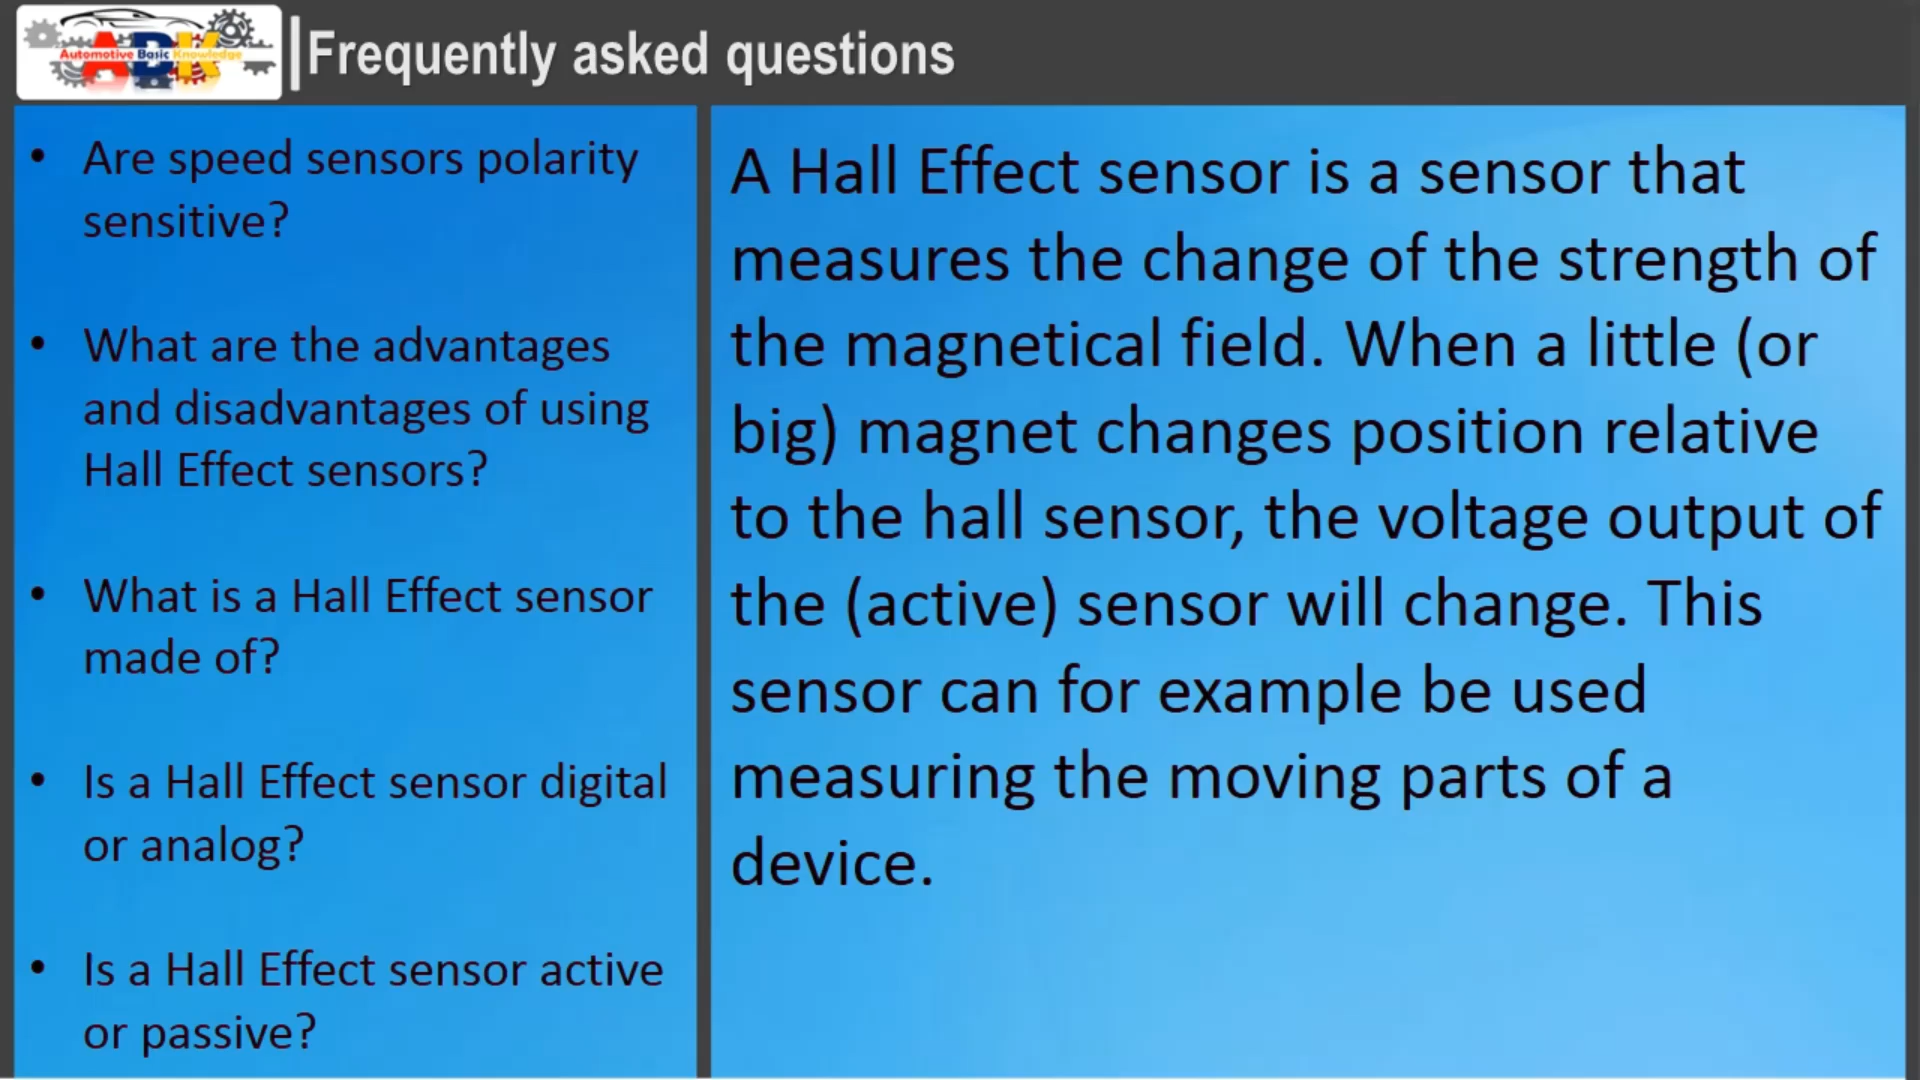 ABK
Automotive Basic Knowledge
Frequently asked questions
• Are speed sensors polarity
sensitive?
• What are the advantages
and disadvantages of using
Hall Effect sensors?
• What is a Hall Effect sensor
made of?
• Is a Hall Effect sensor digital
or analog?
• Is a Hall Effect sensor active
or passive?
A Hall Effect sensor is a sensor that
measures the change of the strength of
the magnetical field. When a little (or
big) magnet changes position relative
to the hall sensor, the voltage output of
the (active) sensor will change. This
sensor can for example be used
measuring the moving parts of a
device.